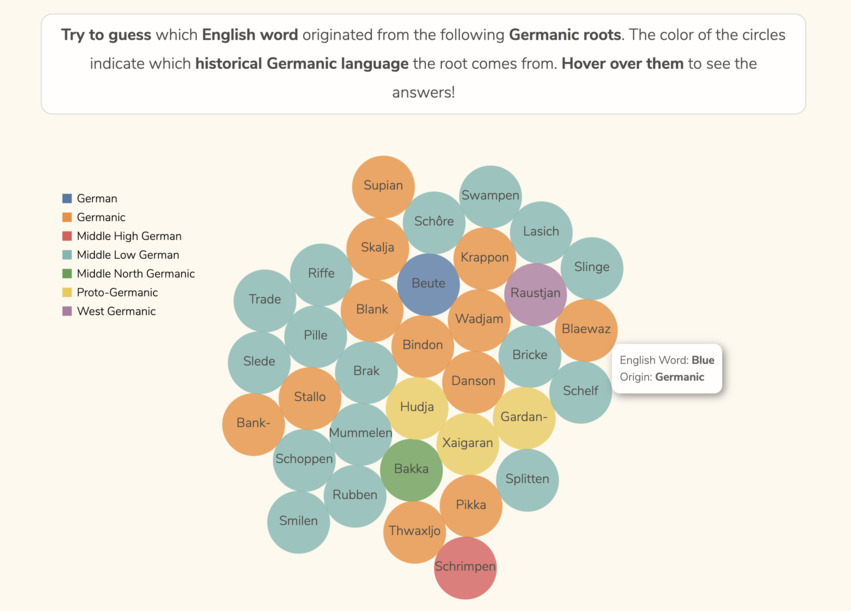 Try to guess which English word originated from the following Germanic roots. The color of the circles
indicate which historical Germanic language the root comes from. Hover over them to see the
answers!
German
Germanic
Middle High German
Middle Low German
Middle North Germanic
Proto-Germanic
West Germanic
Supian
Swampen
Schôre
Lasich
Skalja
Krappon
Slinge
Riffe
Beute
Raustjan
Trade
Blank
Wadjam
Blaewaz
Pille
Bindon
Bricke
Slede
Brak
Danson
Schelf
Stallo
Hudja
Gardan-
Bank-
Mummelen
Xaigaran
Schoppen
Bakka
Splitten
Rubben
Pikka
Smilen
Thwaxljo
Schrimpen
English Word: Blue
Origin: Germanic